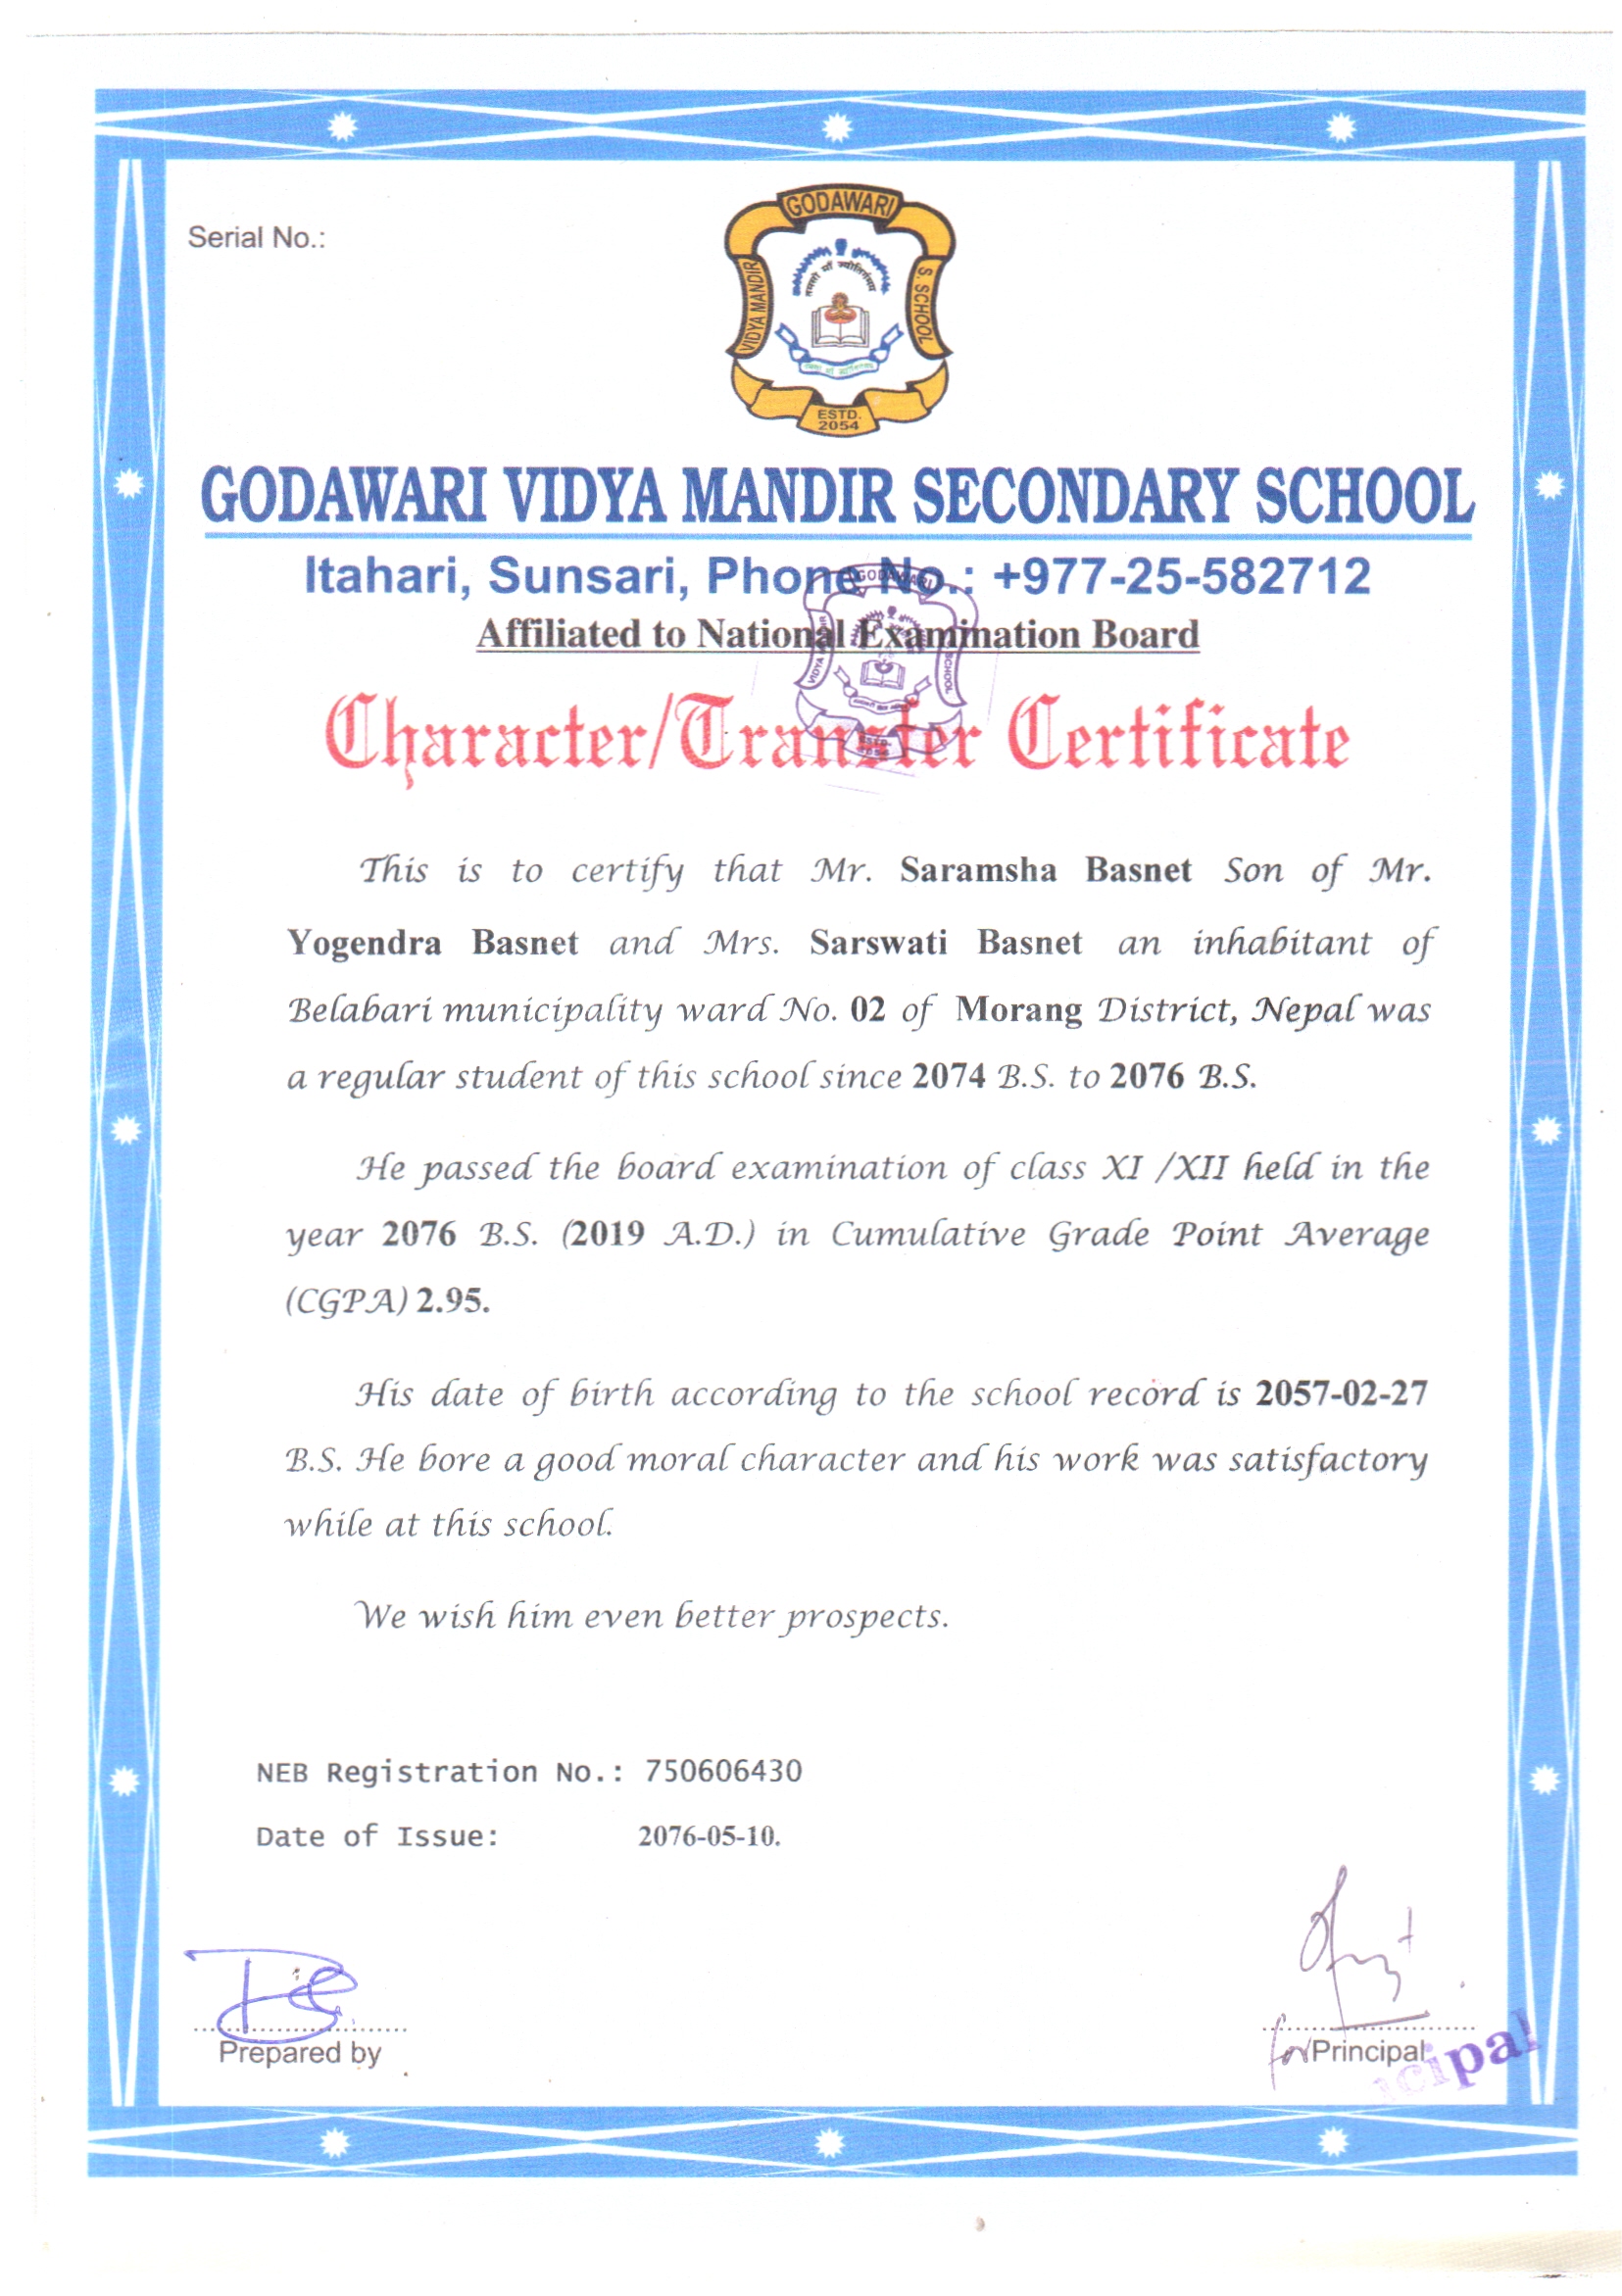 Serial No.:
GODAWARI
VIDYA MANDIR
S. SCHOOL
तमसो माँ ज्योतिर्गमय
ESTD.
2054
GODAWARI VIDYA MANDIR SECONDARY SCHOOL
Itahari, Sunsari, Phone No.: +977-25-582712
Affiliated to National Examination Board
GODAWARI
VIDYA MANDIR
SCHOOL
Character/Transfer Certificate
This is to certify that Mr. Saramsha Basnet Son of Mr.
Yogendra Basnet and Mrs. Sarswati Basnet an inhabitant of
Belabari municipality ward No. 02 of Morang District, Nepal was
a regular student of this school since 2074 B.S. to 2076 B.S.
He passed the board examination of class XI /XII held in the
year 2076 B.S. (2019 A.D.) in Cumulative Grade Point Average
(CGPA) 2.95.
His date of birth according to the school record is 2057-02-27
B.S. He bore a good moral character and his work was satisfactory
while at this school.
We wish him even better prospects.
NEB Registration No.: 750606430
Date of Issue: 2076-05-10.
Prepared by
for Principal
cipal